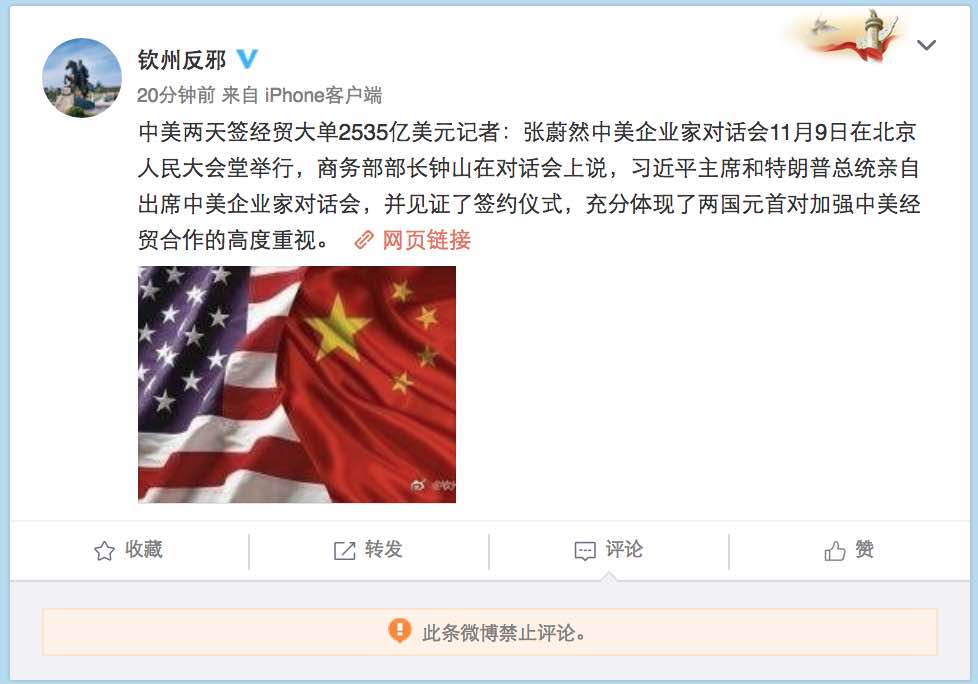 钦州反邪
20分钟前 来自 iPhone客户端
中美两天签经贸大单2535亿美元记者：张蔚然中美企业家对话会11月9日在北京
人民大会堂举行，商务部部长钟山在对话会上说，习近平主席和特朗普总统亲自
出席中美企业家对话会，并见证了签约仪式，充分体现了两国元首对加强中美经
贸合作的高度重视。 网页链接
收藏
转发
评论
赞
此条微博禁止评论。